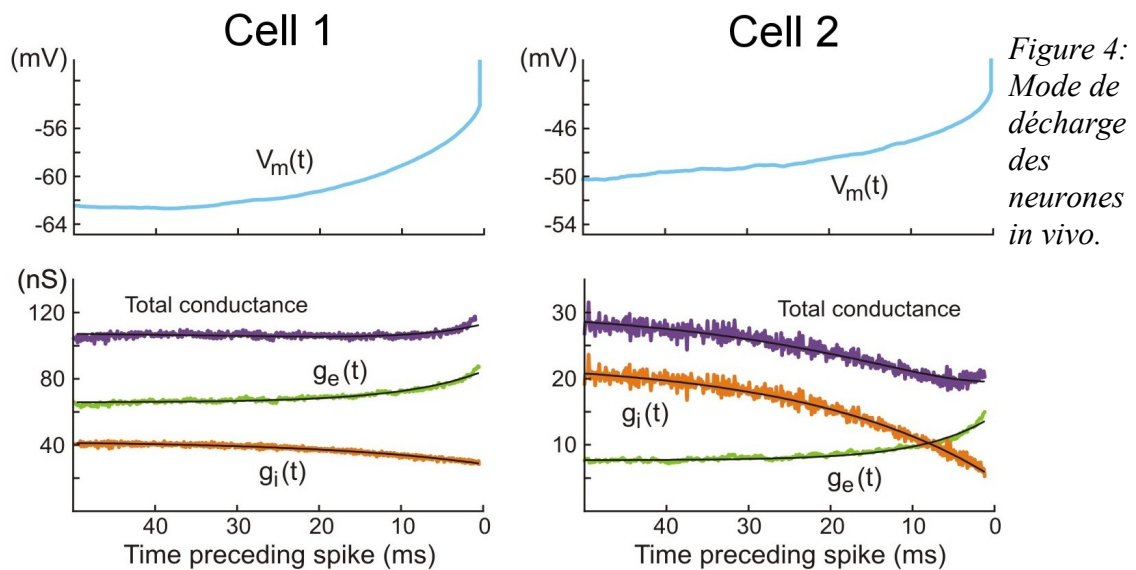 Cell 1
(mV)
-56
-60
-64
Vm(t)
Cell 2
(mV)
-46
-50
-54
Vm(t)
Figure 4:
Mode de
décharge
des
neurones
in vivo.
(nS)
120
80
40
Total conductance
ge(t)
gi(t)
40 30 20 10 0
Time preceding spike (ms)
30
20
10
Total conductance
gi(t)
ge(t)
40 30 20 10 0
Time preceding spike (ms)